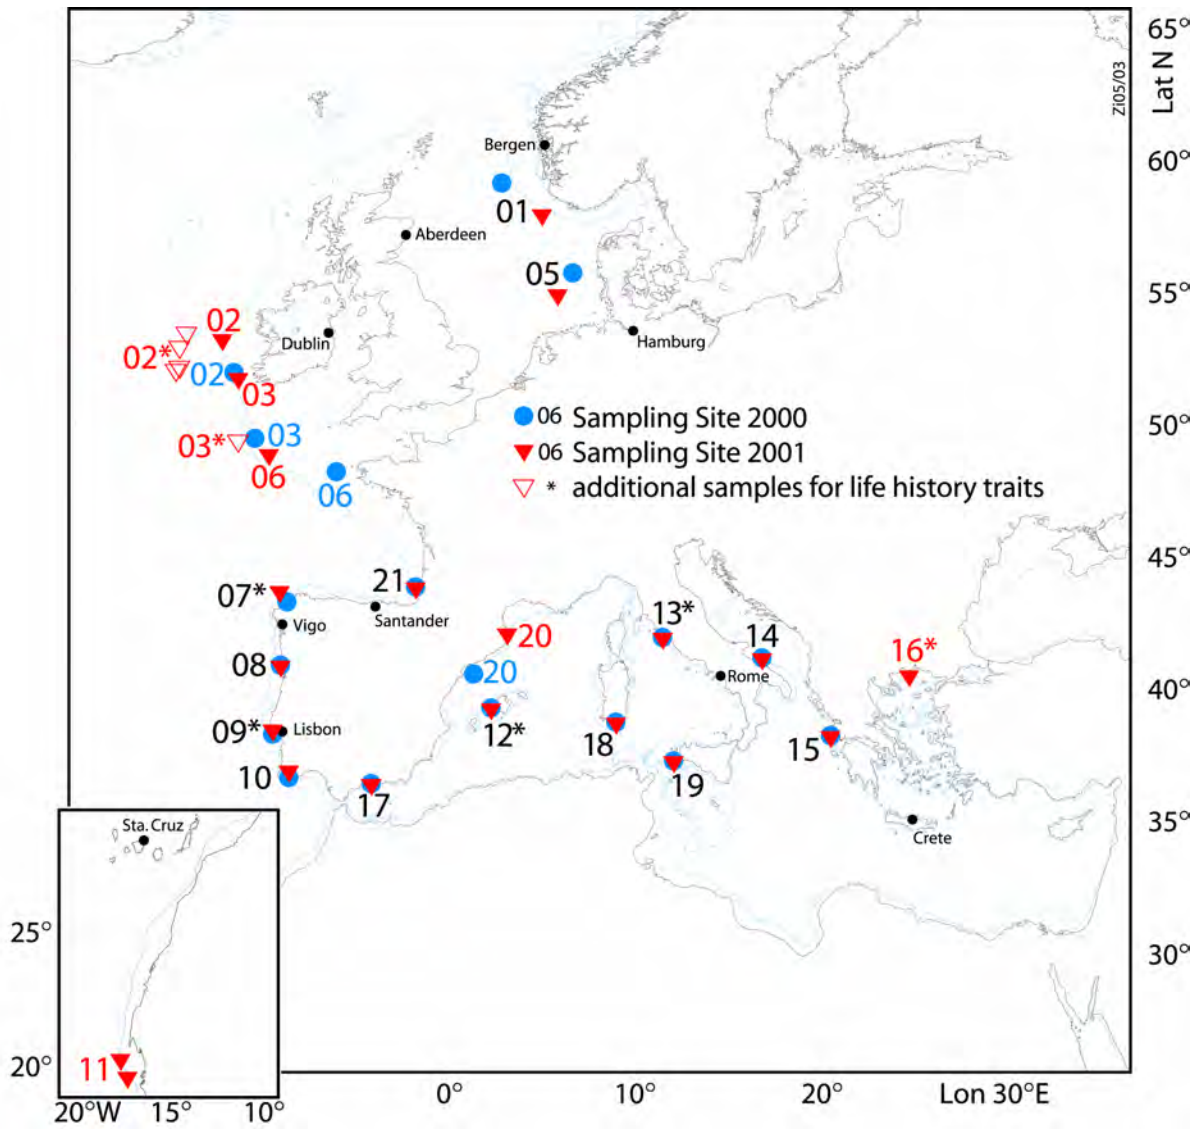 65°
Lat N
Zi05/03
Bergen
60°
01
Aberdeen
05
55°
02
Dublin
Hamburg
02*
02
03
06 Sampling Site 2000
50°
03
03*
06 Sampling Site 2001
06
06
* additional samples for life history traits
45°
21
07*
Santander
Vigo
13*
20
14
16*
08
20
Rome
40°
Lisbon
09*
12*
18
15
10
17
19
Sta. Cruz
35°
Crete
25°
30°
20°
11
0°
10°
20°
Lon 30°E
20°W
15°
10°